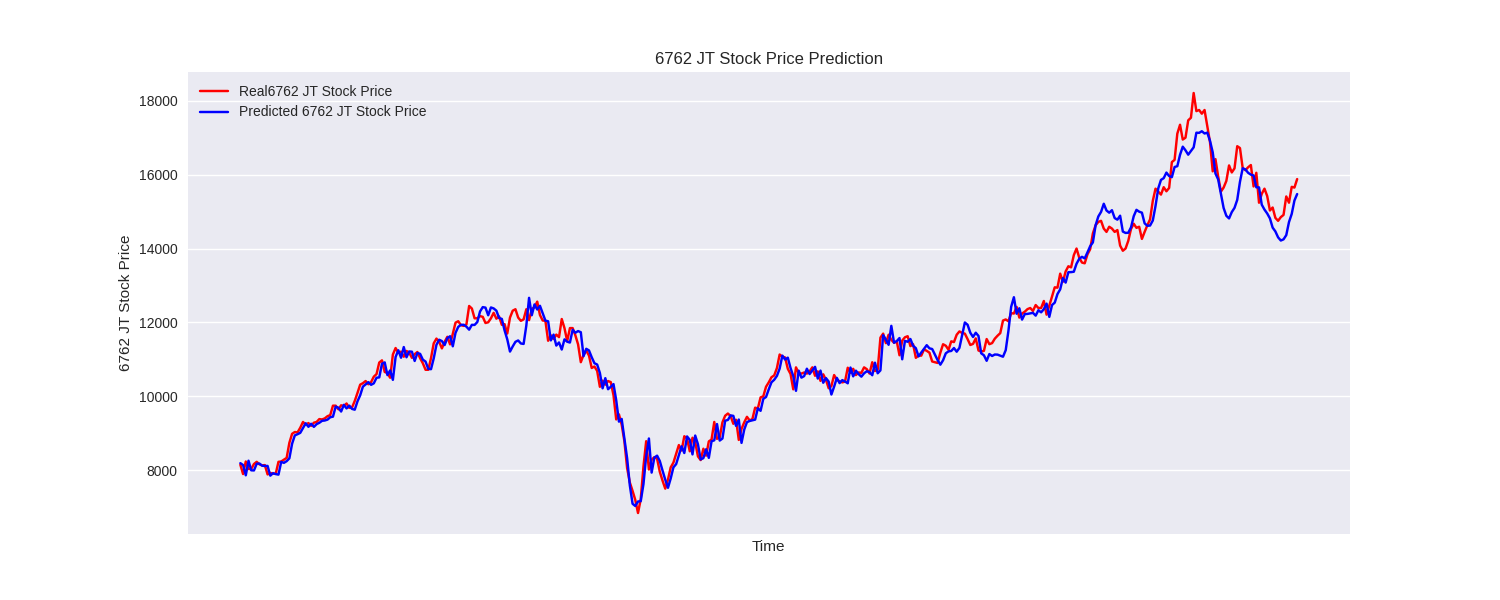 6762 JT Stock Price Prediction
Real6762 JT Stock Price
Predicted 6762 JT Stock Price
18000
16000
14000
12000
10000
8000
6762 JT Stock Price
Time